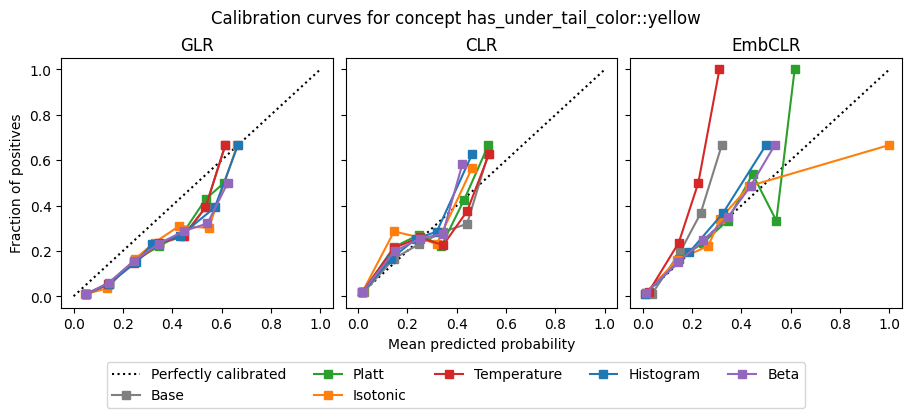 Calibration curves for concept has_under_tail_color::yellow
GLR
CLR
EmbCLR
Fraction of positives
1.0
0.8
0.6
0.4
0.2
0.0
0.0 0.2 0.4 0.6 0.8 1.0
0.0 0.2 0.4 0.6 0.8 1.0
0.0 0.2 0.4 0.6 0.8 1.0
Mean predicted probability
Perfectly calibrated
Base
Platt
Isotonic
Temperature
Histogram
Beta